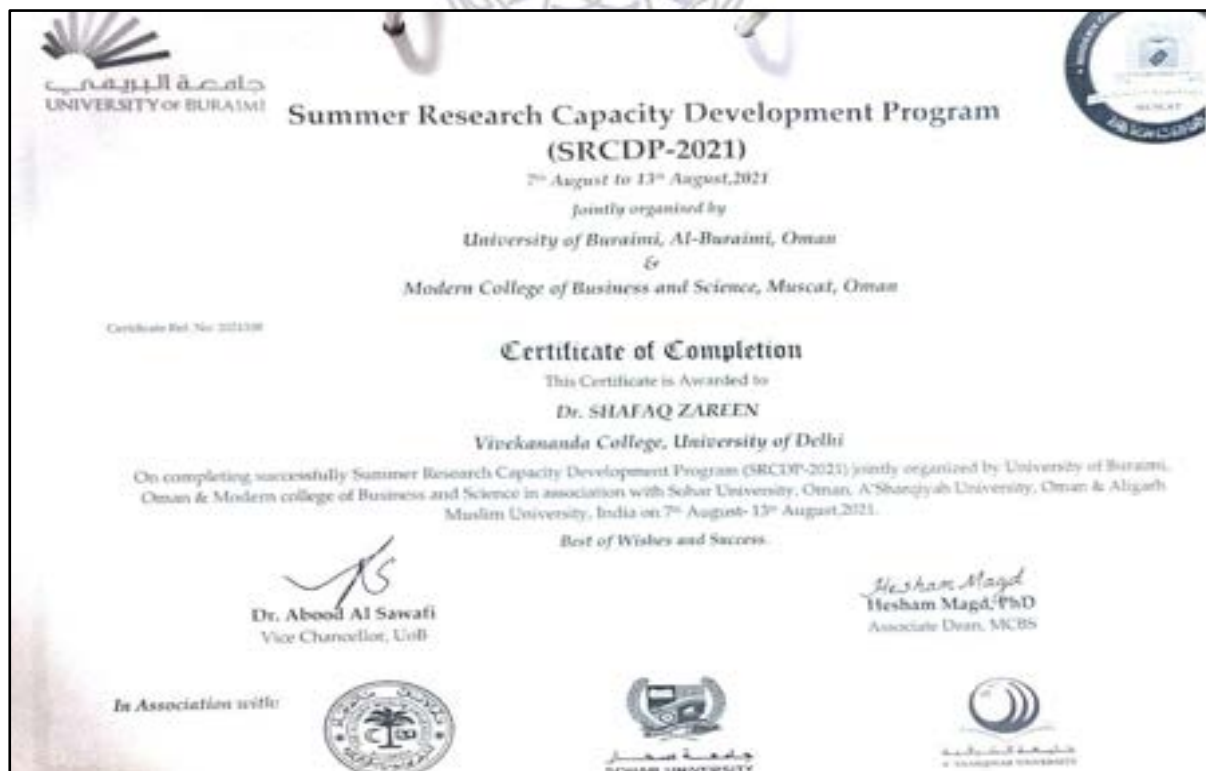 جامعة البريمي
UNIVERSITY OF BURAIMI
Summer Research Capacity Development Program
(SRCDP-2021)
7th August to 13th August,2021
Jointly organised by
University of Buraimi, Al-Buraimi, Oman
&
Modern College of Business and Science, Muscat, Oman
Certificate Ref. No:
Certificate of Completion
This Certificate is Awarded to
Dr. SHAFAQ ZAREEN
Vivekananda College, University of Delhi
On completing successfully Summer Research Capacity Development Program (SRCDP-2021) jointly organized by University of Buraimi,
Oman & Modern college of Business and Science in association with Sohar University, Oman, A'Sharqiyah University, Oman & Aligarh
Muslim University, India on 7th August- 13th August,2021.
Best of Wishes and Success
Hesham Magd
Dr. Abood Al Sawafi
Vice Chancellor, UoB
Hesham Magd, PhD
Associate Dean, MCBS
In Association with:
جامعة صحار
SOHAR UNIVERSITY
MUSCAT